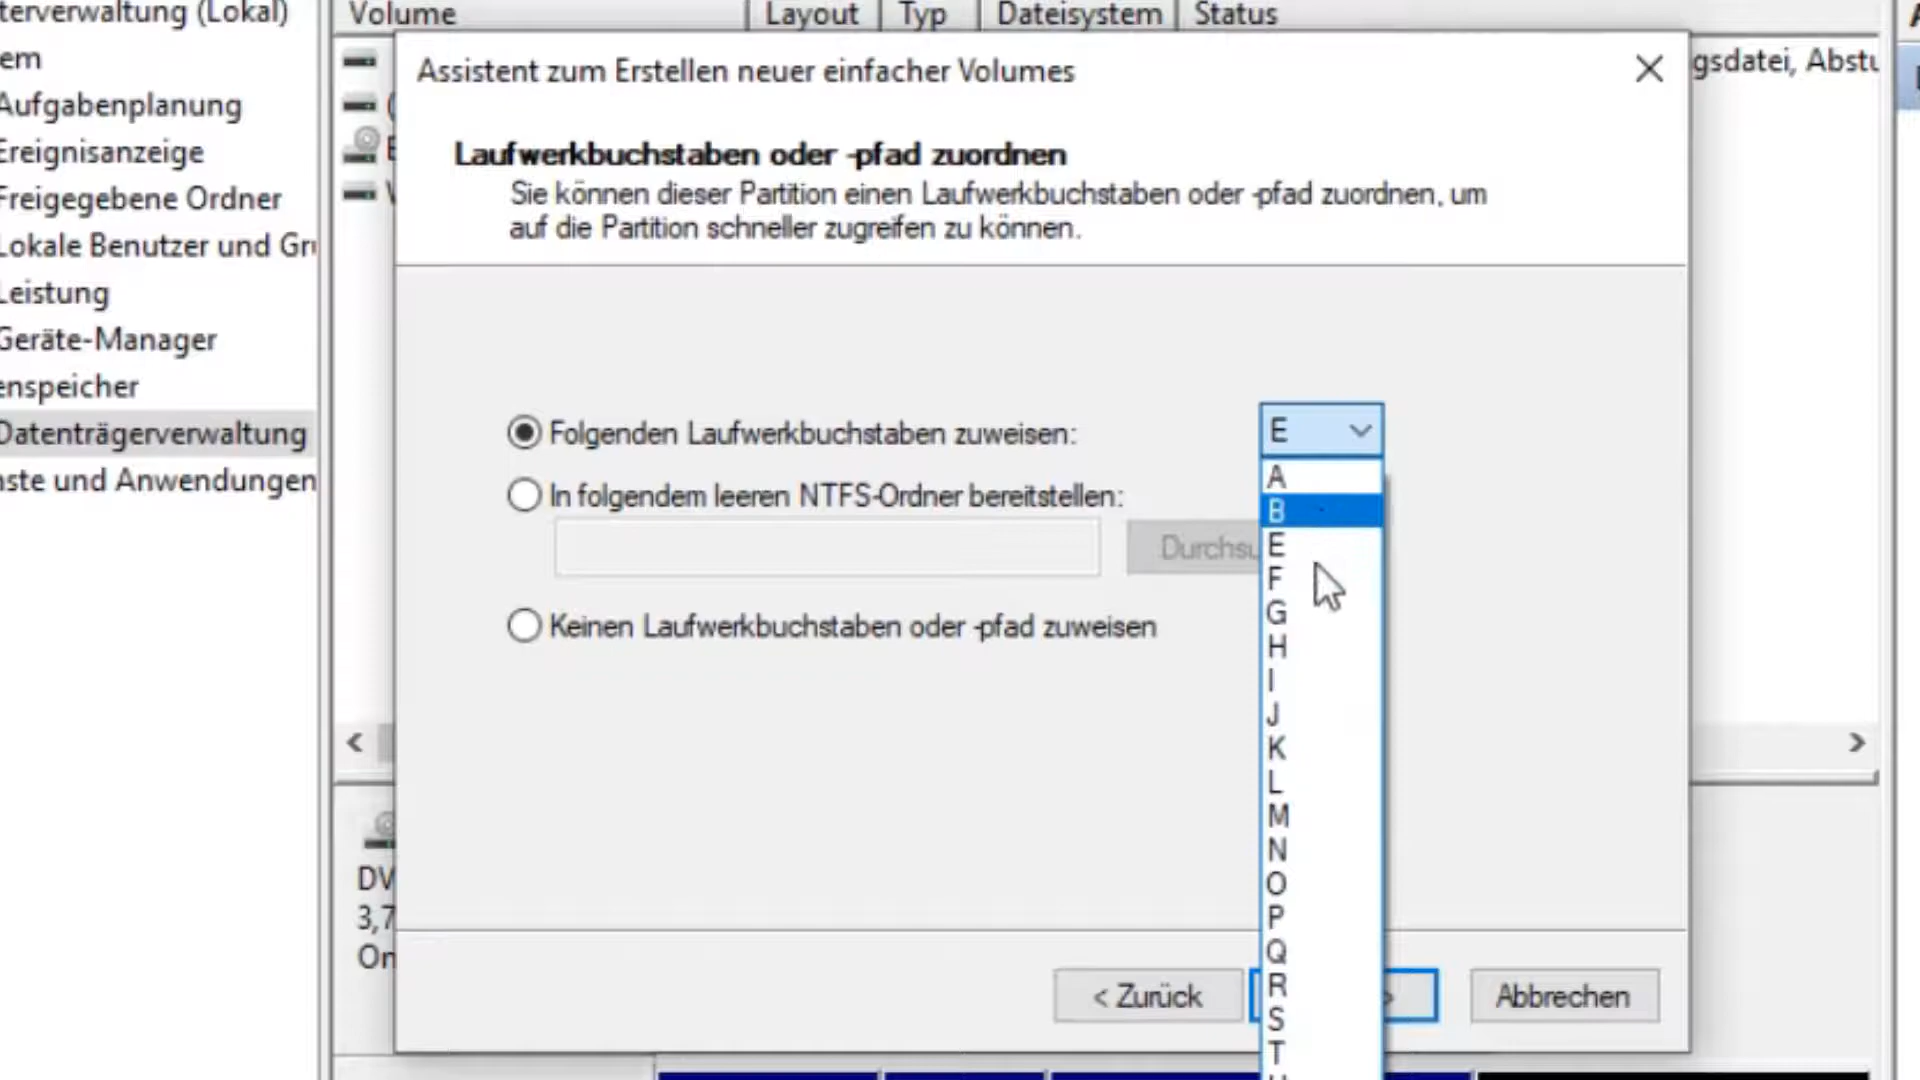 terverwaltung (Lokal)
em
Aufgabenplanung
Ereignisanzeige
Freigegebene Ordner
Lokale Benutzer und Gru
Leistung
Geräte-Manager
enspeicher
Datenträgerverwaltung
nste und Anwendungen
Volume Layout Typ Dateisystem Status
gsdatei, Abstu
Assistent zum Erstellen neuer einfacher Volumes
Laufwerkbuchstaben oder -pfad zuordnen
Sie können dieser Partition einen Laufwerkbuchstaben oder -pfad zuordnen, um
auf die Partition schneller zugreifen zu können.
Folgenden Laufwerkbuchstaben zuweisen: E
In folgendem leeren NTFS-Ordner bereitstellen:
Durchsu
Keinen Laufwerkbuchstaben oder -pfad zuweisen
A
B
E
F
G
H
I
J
K
L
M
N
O
P
Q
R
S
T
DV
3,7
On
< Zurück > Abbrechen